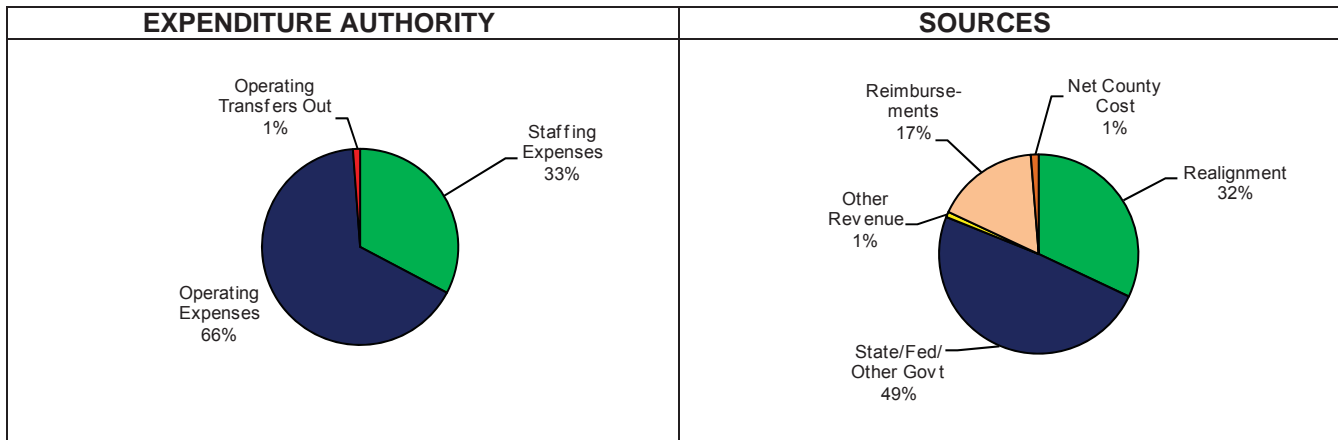 EXPENDITURE AUTHORITY
Operating
Transfers Out
1%
Staffing
Expenses
33%
Operating
Expenses
66%
SOURCES
Reimburse-
ments
17%
Net County
Cost
1%
Realignment
32%
Other
Revenue
1%
State/Fed/
Other Govt
49%